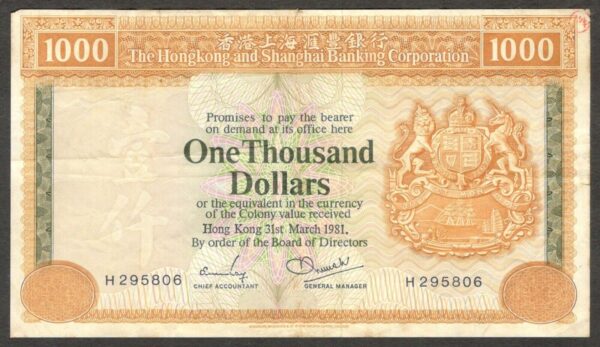 1000 香港上海滙豐銀行 1000
The Hongkong and Shanghai Banking Corporation
Promises to pay the bearer
on demand at its office here
One Thousand
Dollars
or the equivalent in the currency
of the Colony value received
Hong Kong 31st March 1981.
By order of the Board of Directors
壹仟
H 295806
H 295806
CHIEF ACCOUNTANT
GENERAL MANAGER